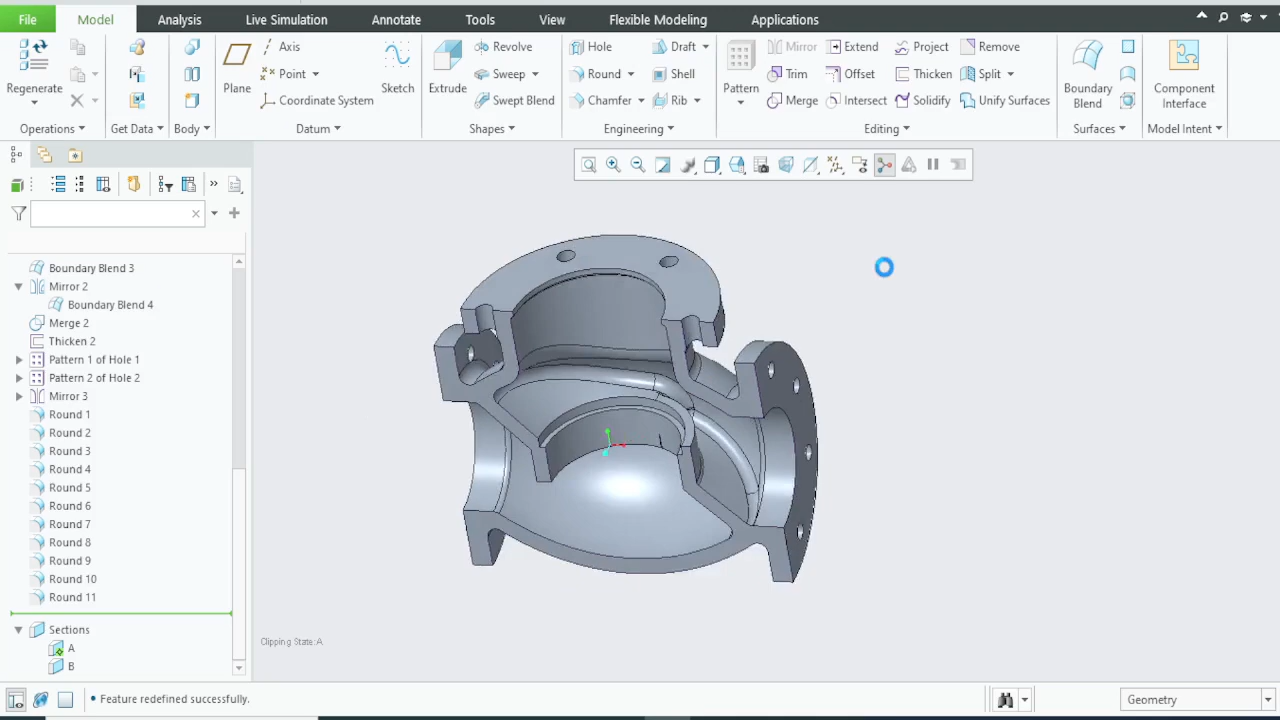 File Model Analysis Live Simulation Annotate Tools View Flexible Modeling Applications
Regenerate
Operations
Get Data
Body
Plane
Axis
Point
Coordinate System
Sketch
Datum
Extrude
Revolve
Sweep
Swept Blend
Shapes
Hole
Round
Chamfer
Draft
Shell
Rib
Engineering
Pattern
Mirror
Trim
Merge
Extend
Offset
Intersect
Project
Thicken
Solidify
Remove
Split
Unify Surfaces
Editing
Boundary
Blend
Surfaces
Component
Interface
Model Intent
Boundary Blend 3
Mirror 2
Boundary Blend 4
Merge 2
Thicken 2
Pattern 1 of Hole 1
Pattern 2 of Hole 2
Mirror 3
Round 1
Round 2
Round 3
Round 4
Round 5
Round 6
Round 7
Round 8
Round 9
Round 10
Round 11
Sections
A
B
Clipping State:A
• Feature redefined successfully.
Geometry